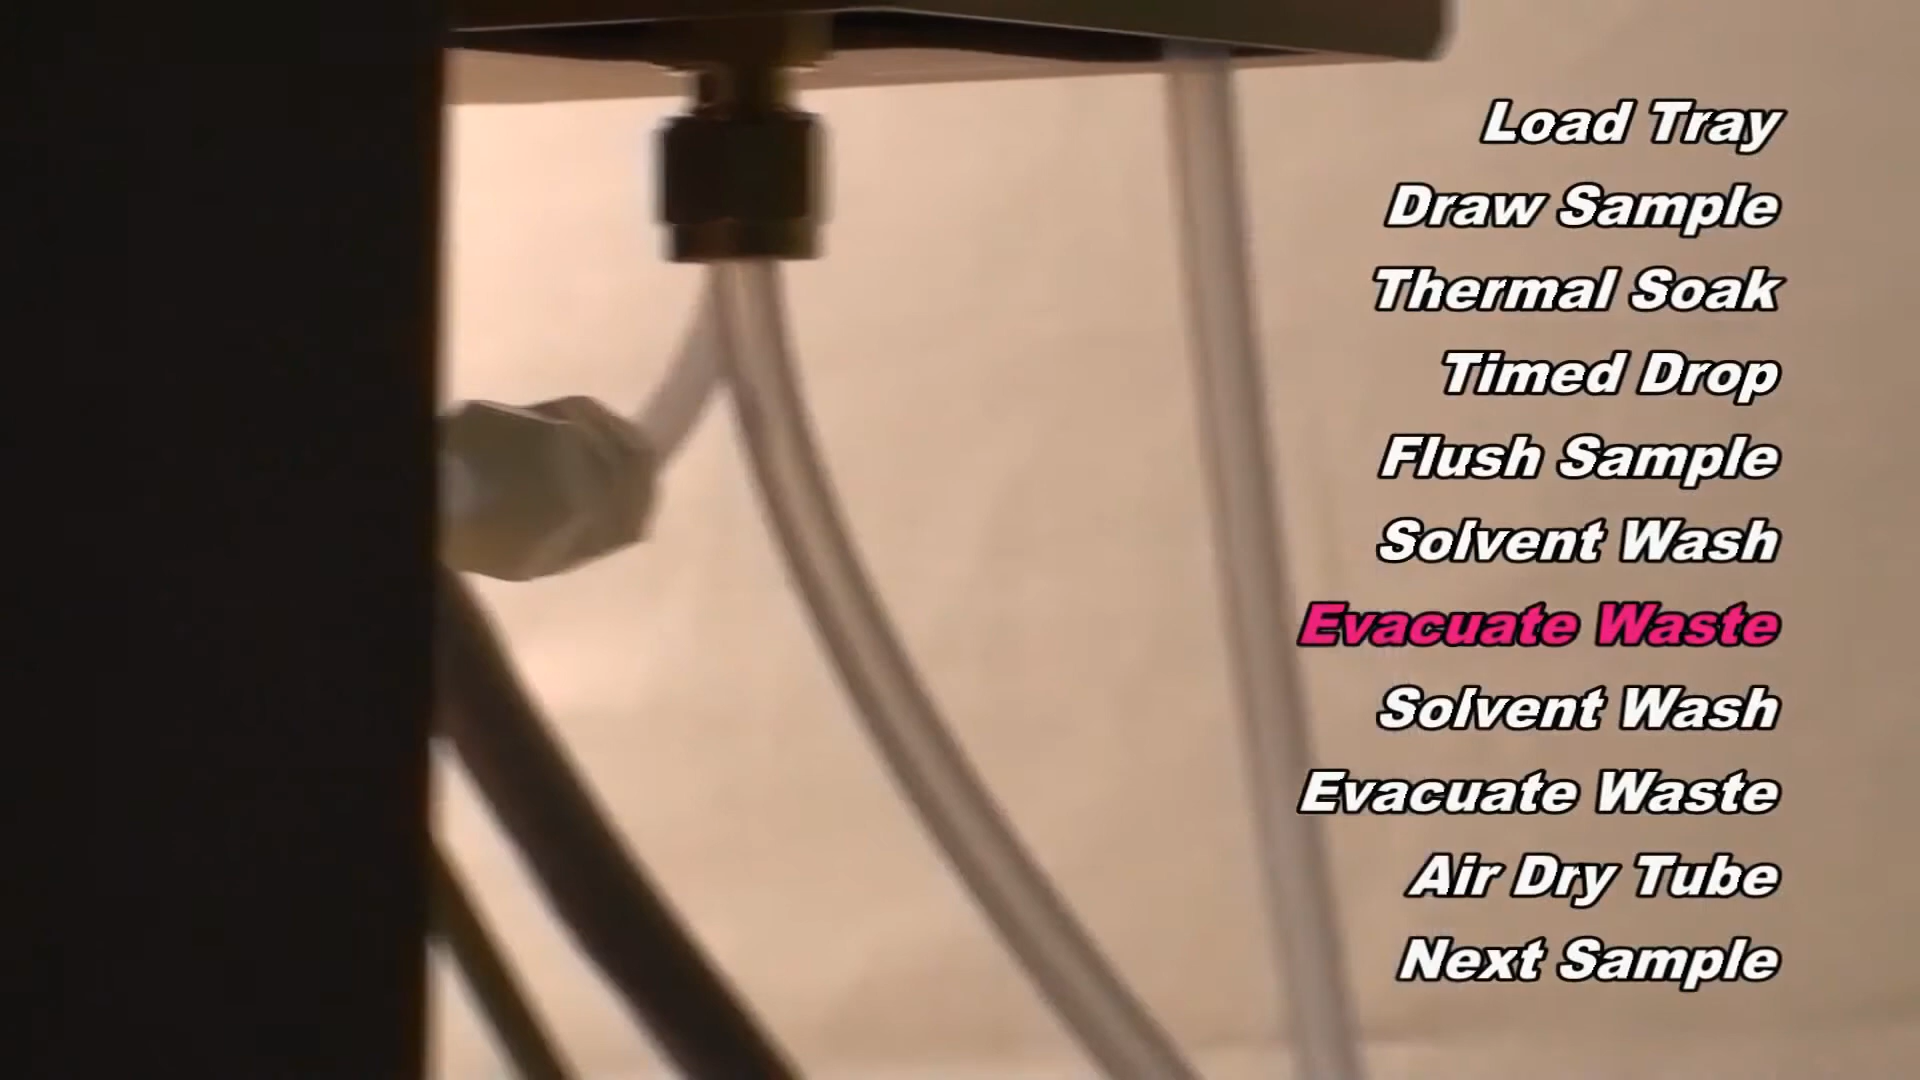 Load Tray
Draw Sample
Thermal Soak
Timed Drop
Flush Sample
Solvent Wash
Evacuate Waste
Solvent Wash
Evacuate Waste
Air Dry Tube
Next Sample